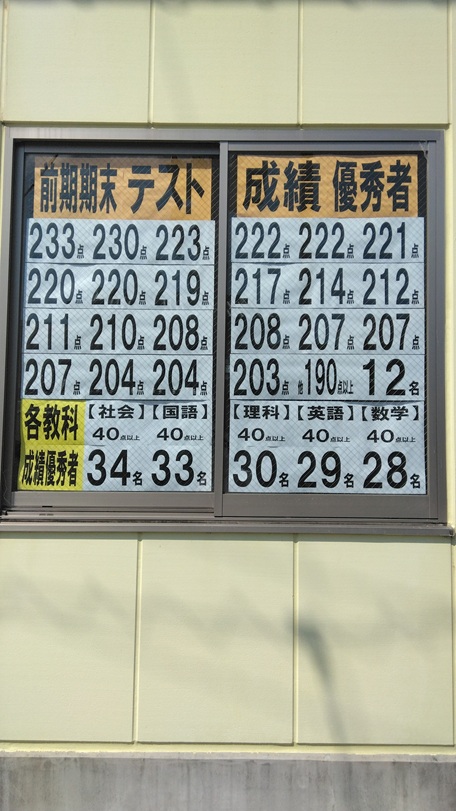 前期期末 テスト 成績 優秀者
233点 230点 223点 222点 222点 221点
220点 220点 219点 217点 214点 212点
211点 210点 208点 208点 207点 207点
207点 204点 204点 203点 他190点以上 12名
各教科 【社会】 【国語】 【理科】 【英語】 【数学】
40点以上 40点以上 40点以上 40点以上 40点以上
成績優秀者 34名 33名 30名 29名 28名